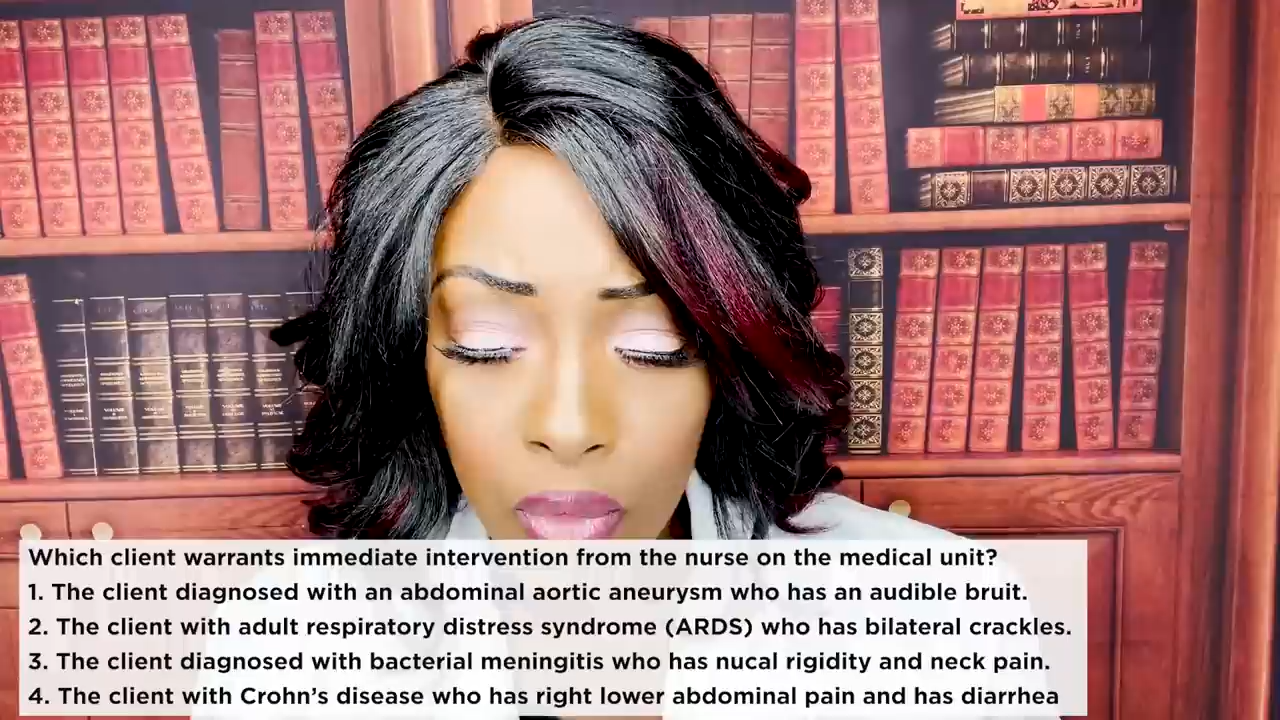 Which client warrants immediate intervention from the nurse on the medical unit?
1. The client diagnosed with an abdominal aortic aneurysm who has an audible bruit.
2. The client with adult respiratory distress syndrome (ARDS) who has bilateral crackles.
3. The client diagnosed with bacterial meningitis who has nucal rigidity and neck pain.
4. The client with Crohn's disease who has right lower abdominal pain and has diarrhea